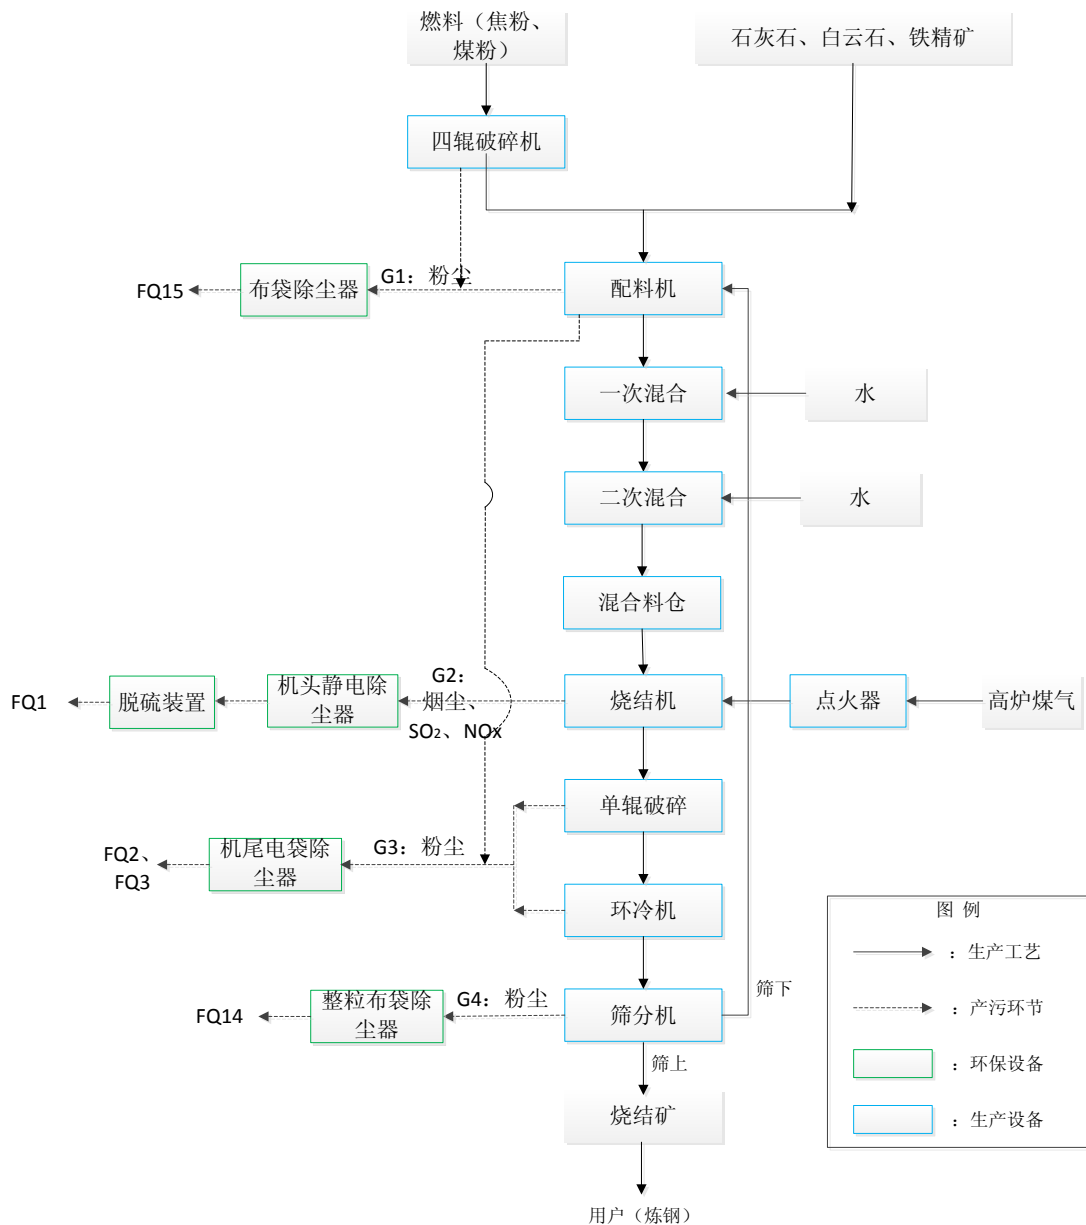 燃料（焦粉、
煤粉）
石灰石、白云石、铁精矿
四辊破碎机
G1：粉尘
FQ15
布袋除尘器
配料机
一次混合
水
二次混合
水
混合料仓
G2：
烟尘、
SO₂、NOx
FQ1
脱硫装置
机头静电除
尘器
烧结机
点火器
高炉煤气
单辊破碎
FQ2、
FQ3
机尾电袋除
尘器
G3：粉尘
环冷机
FQ14
整粒布袋除
尘器
G4：粉尘
筛分机
筛下
筛上
烧结矿
用户（炼钢）
图 例
：生产工艺
：产污环节
：环保设备
：生产设备